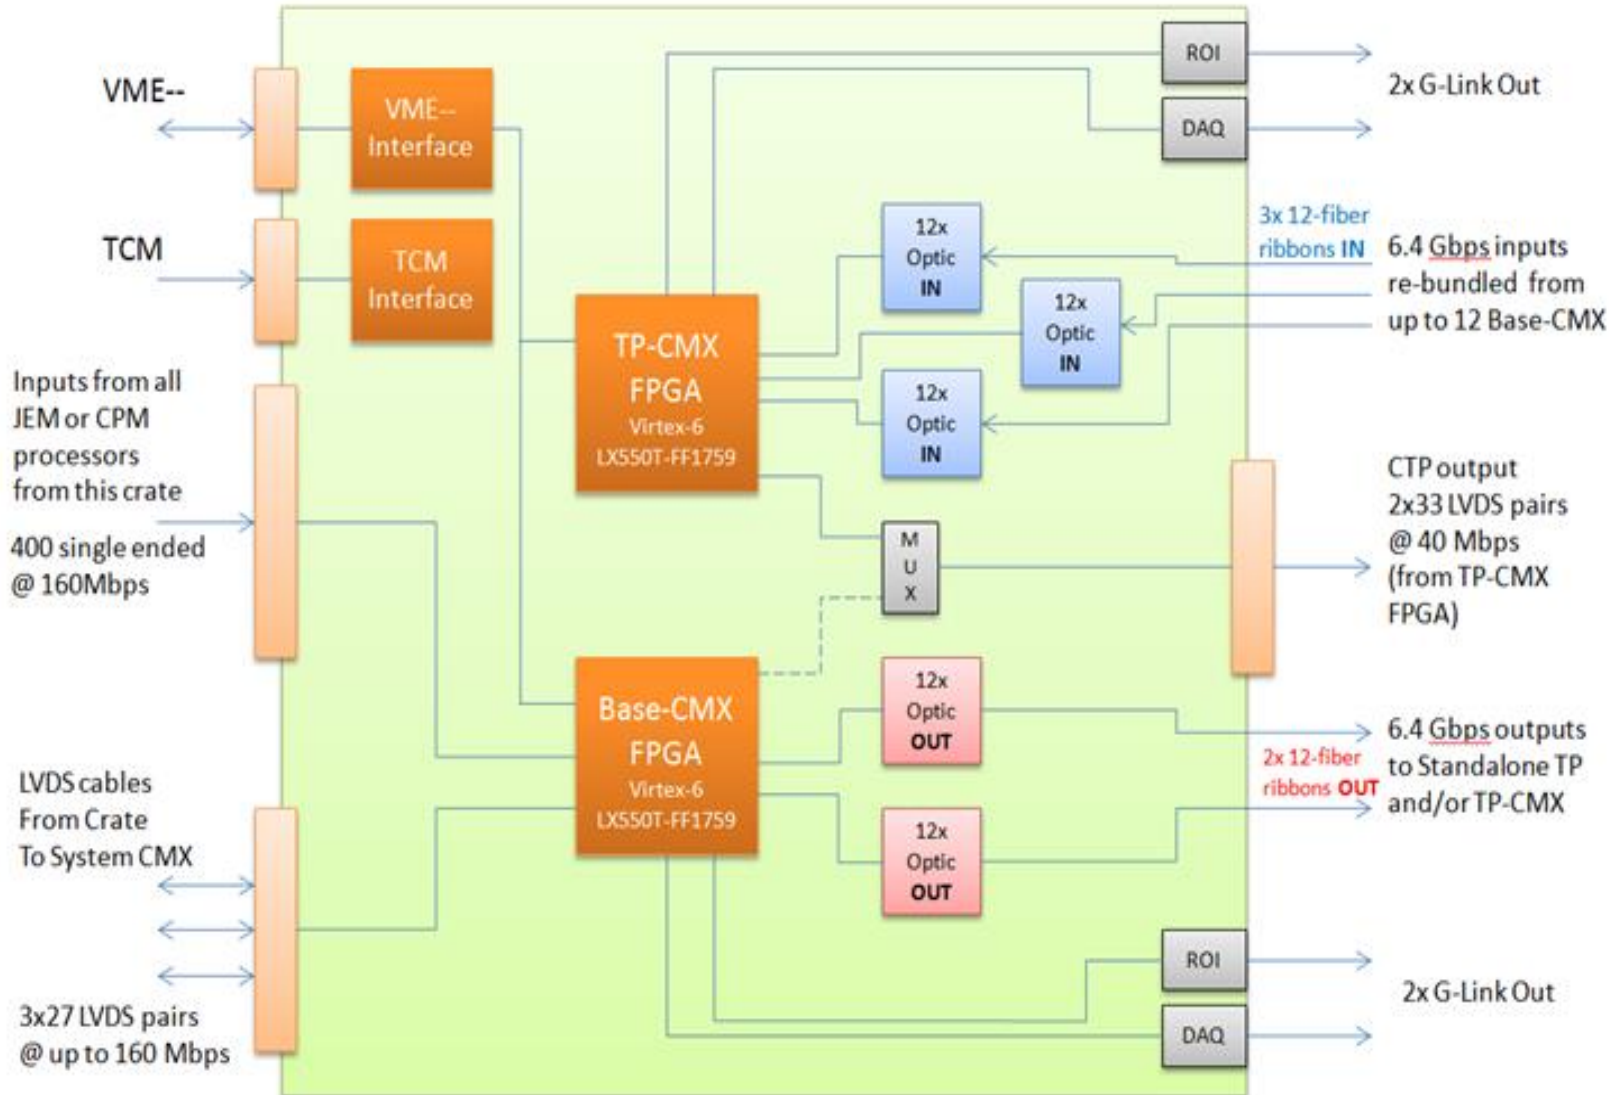 VME--
VME--
Interface
TCM
TCM
Interface
Inputs from all
JEM or CPM
processors
from this crate
400 single ended
@ 160Mbps
LVDS cables
From Crate
To System CMX
3x27 LVDS pairs
@ up to 160 Mbps
TP-CMX
FPGA
Virtex-6
LX550T-FF1759
Base-CMX
FPGA
Virtex-6
LX550T-FF1759
ROI
DAQ
2x G-Link Out
12x
Optic
IN
12x
Optic
IN
12x
Optic
IN
3x 12-fiber
ribbons IN
6.4 Gbps inputs
re-bundled from
up to 12 Base-CMX
M
U
X
CTP output
2x33 LVDS pairs
@ 40 Mbps
(from TP-CMX
FPGA)
12x
Optic
OUT
12x
Optic
OUT
2x 12-fiber
ribbons OUT
6.4 Gbps outputs
to Standalone TP
and/or TP-CMX
ROI
DAQ
2x G-Link Out